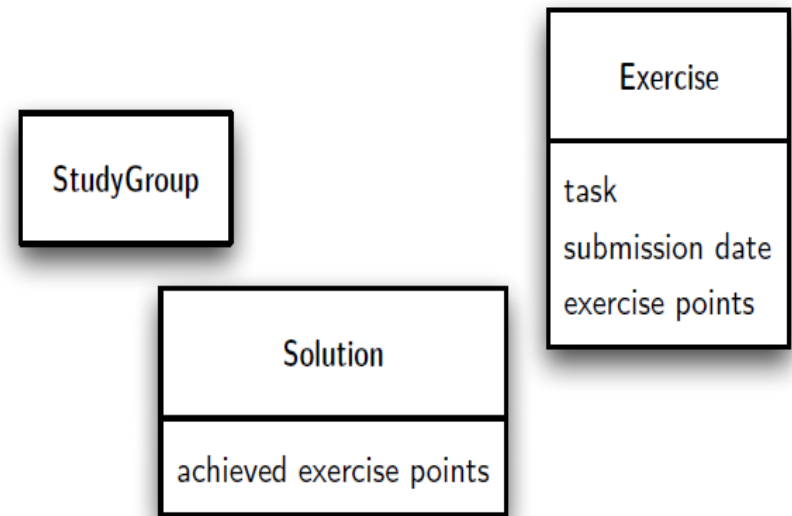 StudyGroup
Solution
achieved exercise points
Exercise
task
submission date
exercise points